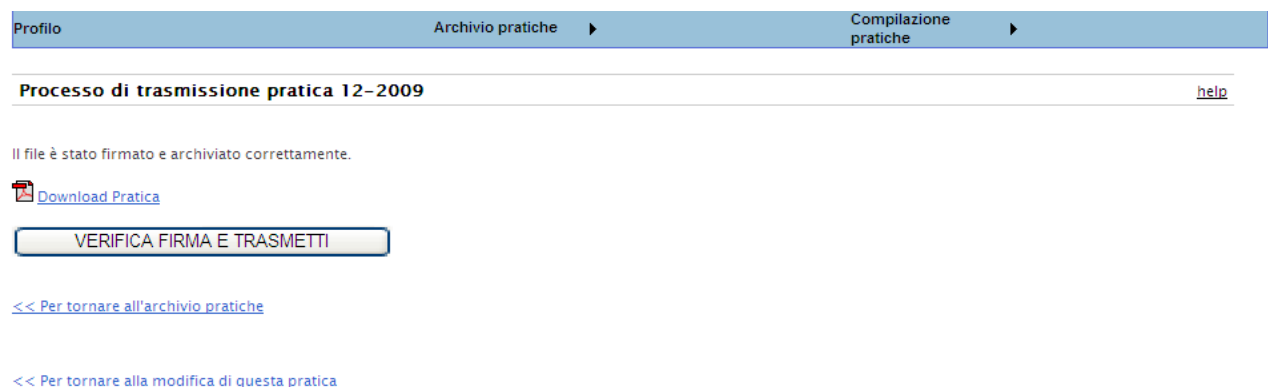 Profilo Archivio pratiche Compilazione
pratiche
Processo di trasmissione pratica 12-2009 help
Il file è stato firmato e archiviato correttamente.
Download Pratica
VERIFICA FIRMA E TRASMETTI
<< Per tornare all'archivio pratiche
<< Per tornare alla modifica di questa pratica